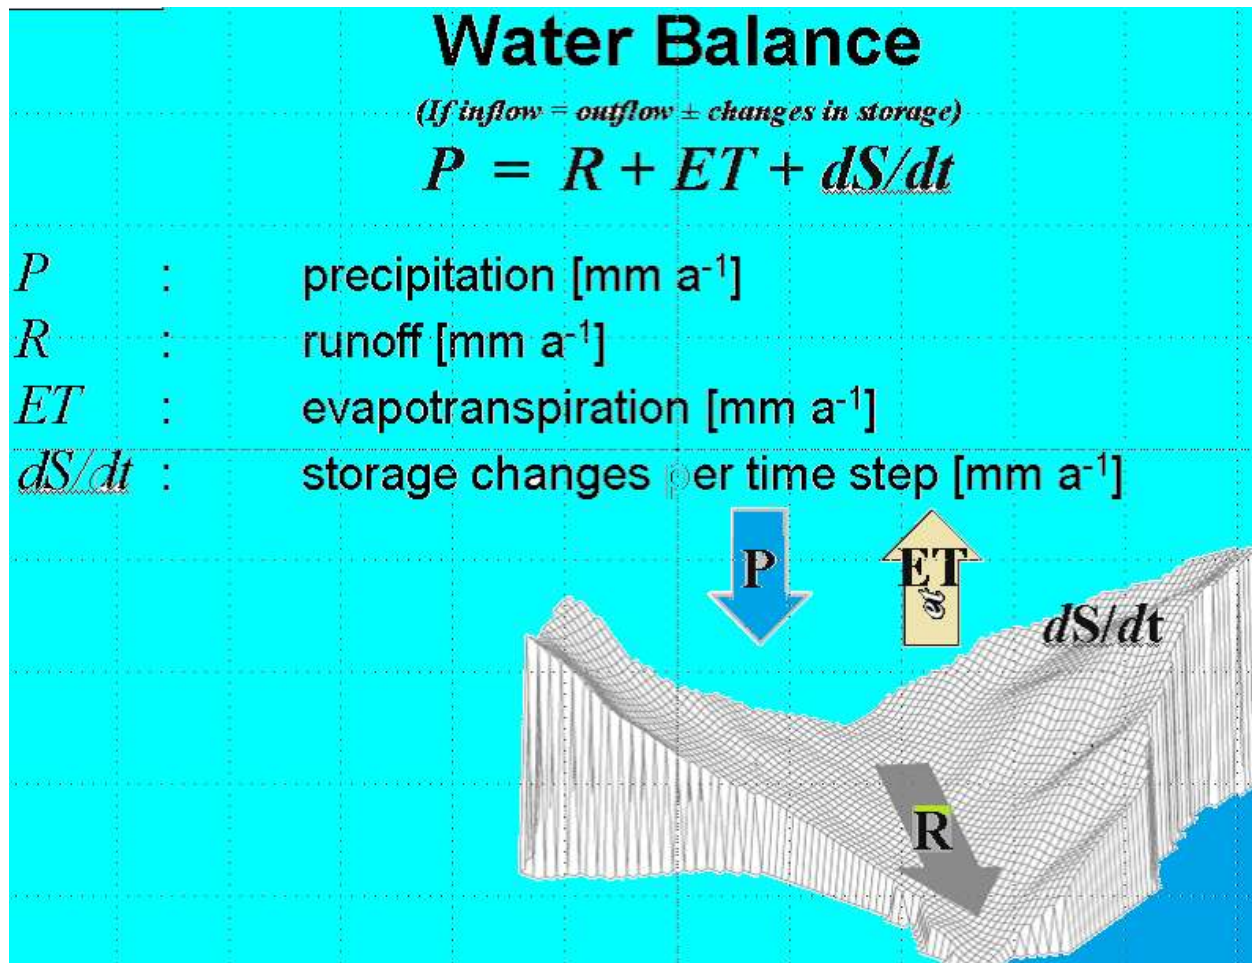 Water Balance
(If inflow = outflow ± changes in storage)
P = R + ET + dS/dt
P : precipitation [mm a⁻¹]
R : runoff [mm a⁻¹]
ET : evapotranspiration [mm a⁻¹]
dS/dt : storage changes per time step [mm a⁻¹]
P
ET
et
dS/dt
R